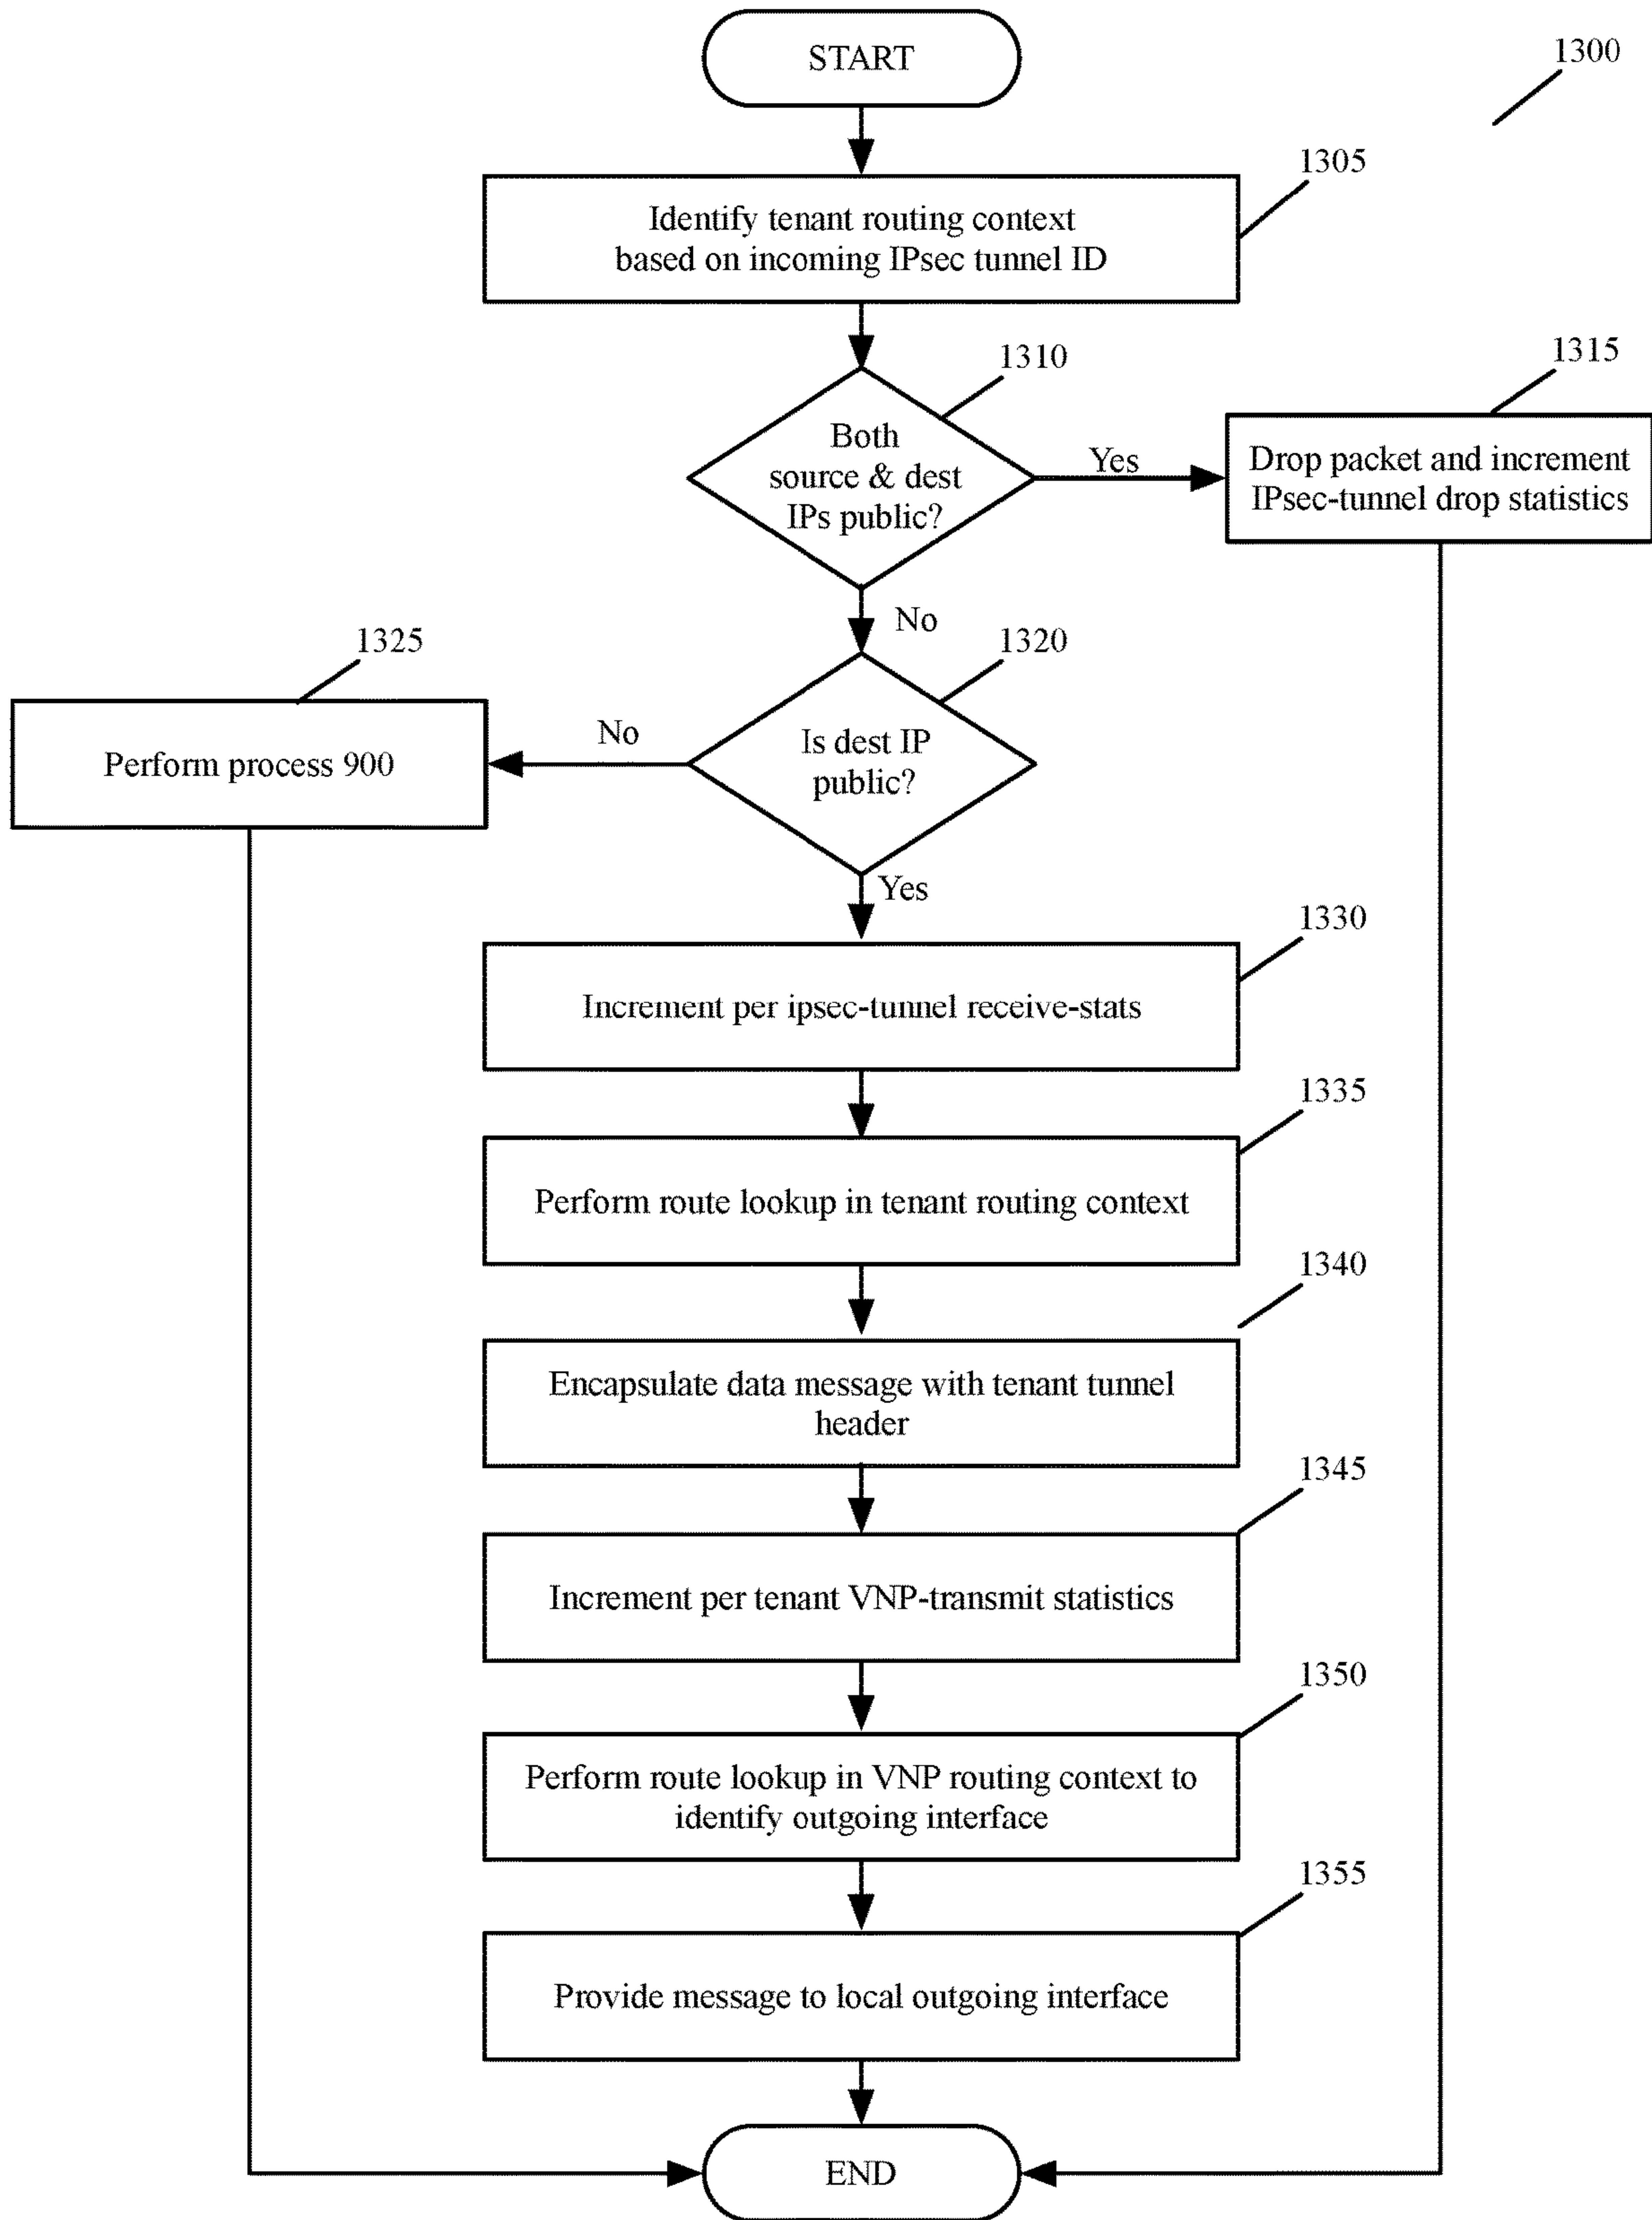 START
1300
1305
Identify tenant routing context
based on incoming IPsec tunnel ID
1310
1315
Both
source & dest
IPs public?
Yes
Drop packet and increment
IPsec-tunnel drop statistics
No
1325
1320
Perform process 900
No
Is dest IP
public?
Yes
1330
Increment per ipsec-tunnel receive-stats
1335
Perform route lookup in tenant routing context
1340
Encapsulate data message with tenant tunnel
header
1345
Increment per tenant VNP-transmit statistics
1350
Perform route lookup in VNP routing context to
identify outgoing interface
1355
Provide message to local outgoing interface
END